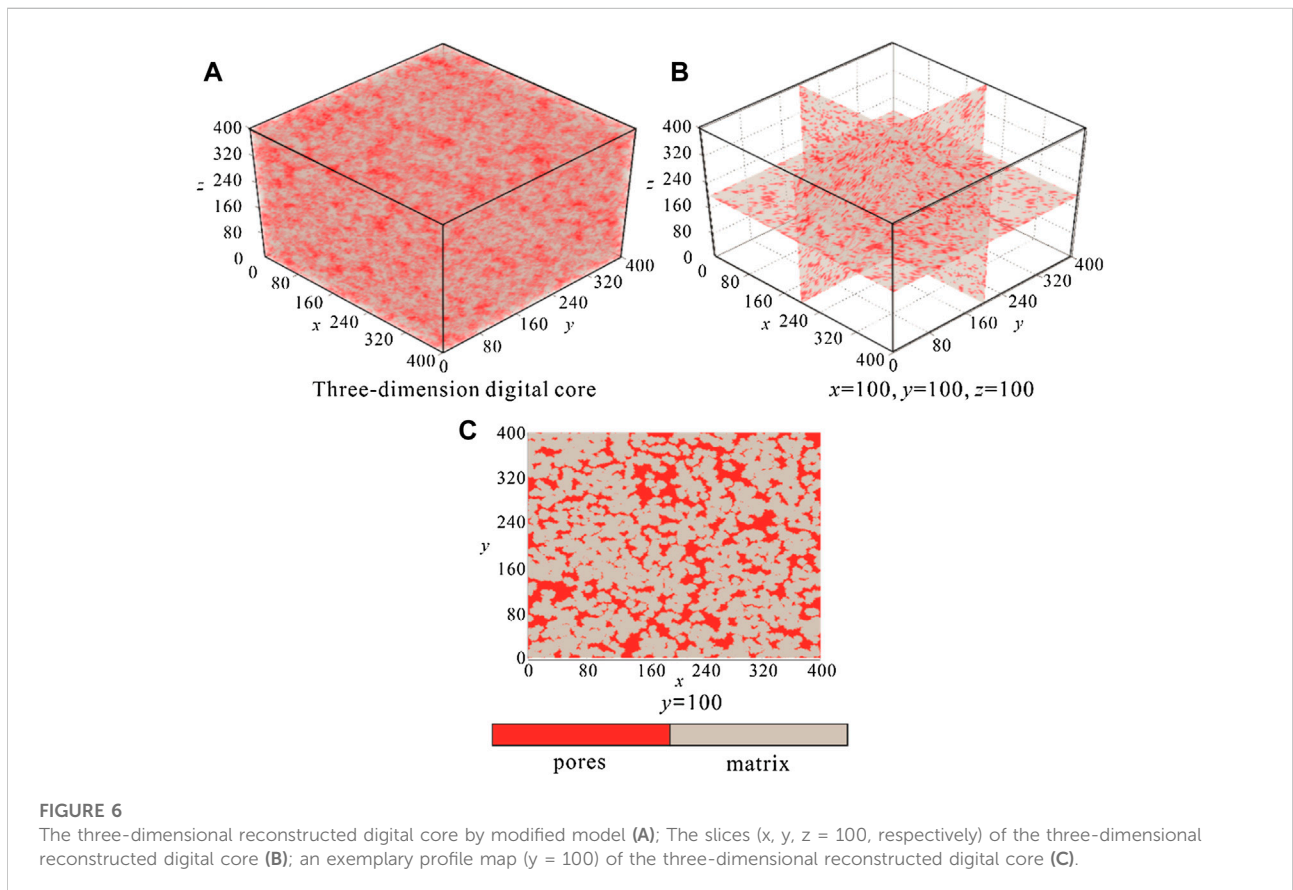 A
400
320
z 240
160
80
0
0
80
160
x 240
320
400
0
80
160
y
240
320
400
Three-dimension digital core
B
400
320
z 240
160
80
0
0
80
160
x
240
320
400
0
80
160
y
240
320
400
x=100, y=100, z=100
C
400
320
240
y
160
80
0
0 80 160 240 320 400
x
y=100
pores matrix
FIGURE 6
The three-dimensional reconstructed digital core by modified model (A); The slices (x, y, z = 100, respectively) of the three-dimensional
reconstructed digital core (B); an exemplary profile map (y = 100) of the three-dimensional reconstructed digital core (C).